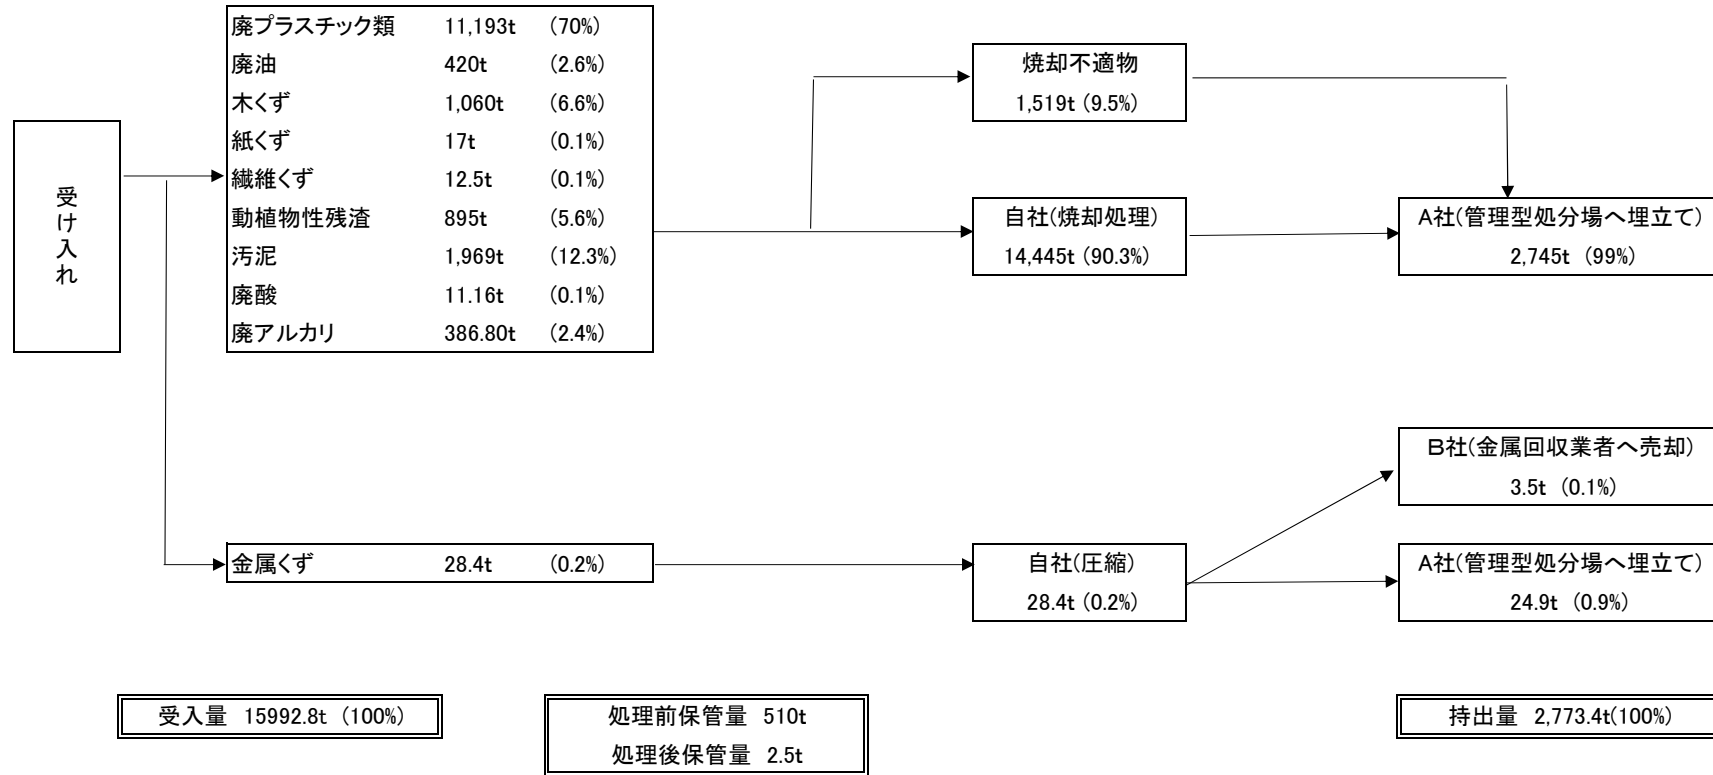 受け入れ
廃プラスチック類 11,193t (70%)
廃油 420t (2.6%)
木くず 1,060t (6.6%)
紙くず 17t (0.1%)
繊維くず 12.5t (0.1%)
動植物性残渣 895t (5.6%)
汚泥 1,969t (12.3%)
廃酸 11.16t (0.1%)
廃アルカリ 386.80t (2.4%)
焼却不適物
1,519t (9.5%)
自社(焼却処理)
14,445t (90.3%)
A社(管理型処分場へ埋立て)
2,745t (99%)
金属くず 28.4t (0.2%)
自社(圧縮)
28.4t (0.2%)
B社(金属回収業者へ売却)
3.5t (0.1%)
A社(管理型処分場へ埋立て)
24.9t (0.9%)
受入量 15992.8t (100%)
処理前保管量 510t
処理後保管量 2.5t
持出量 2,773.4t(100%)